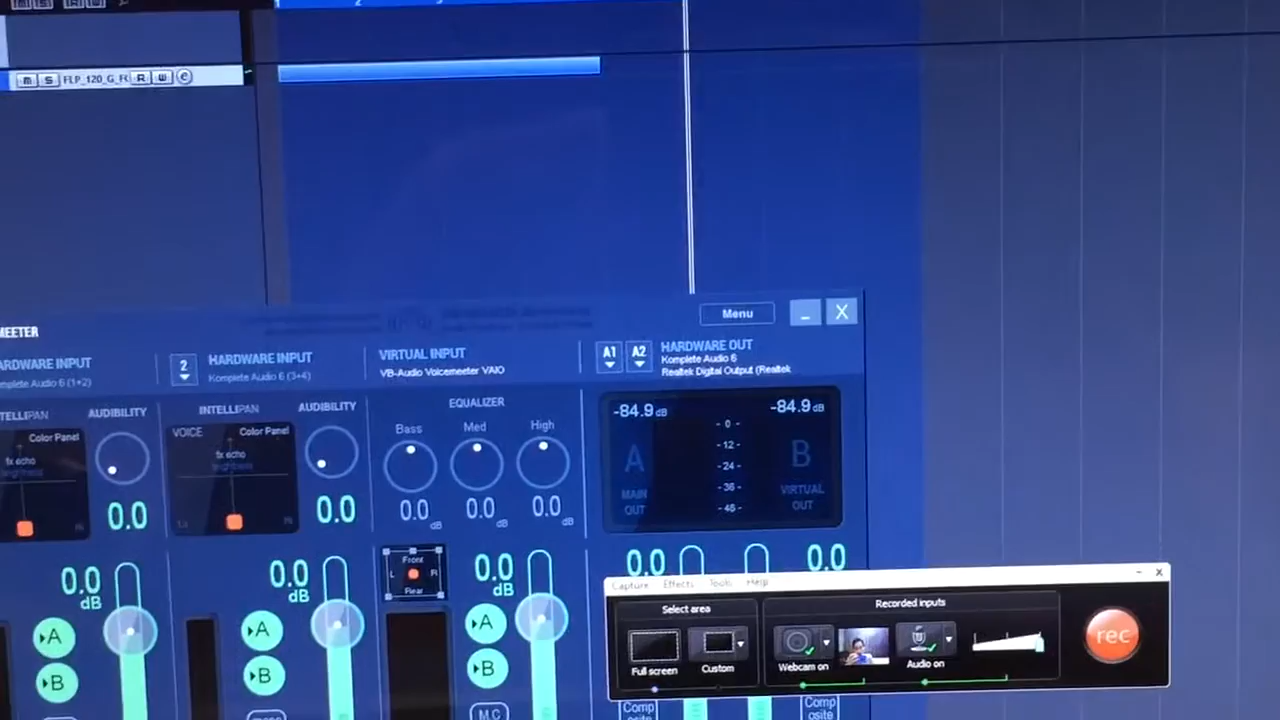 m S FLP_120_G_F R W e
MEETER
Menu
_ X
HARDWARE INPUT
Komplete Audio 6 (1+2)
2 HARDWARE INPUT
Komplete Audio 6 (3+4)
VIRTUAL INPUT
VB-Audio Voicemeeter VAIO
A1 A2 HARDWARE OUT
Komplete Audio 6
Realtek Digital Output (Realtek
INTELLIPAN AUDIBILITY
Color Panel
fx echo
brightness
0.0
INTELLIPAN AUDIBILITY
VOICE Color Panel
fx echo
brightness
0.0
EQUALIZER
Bass Med High
0.0 dB 0.0 dB 0.0 dB
-84.9 dB -84.9 dB
- 0 -
-12-
-24-
-36-
-48-
A
MAIN
OUT
B
VIRTUAL
OUT
0.0 dB
A
B
0.0 dB
A
B
mono
Front
L R
Rear
0.0 dB
A
B
M.C
0.0 0.0
Capture Effects Tools Help
Select area
Full screen Custom
Recorded inputs
Webcam on Audio on
rec
Comp
osite
Comp
osite